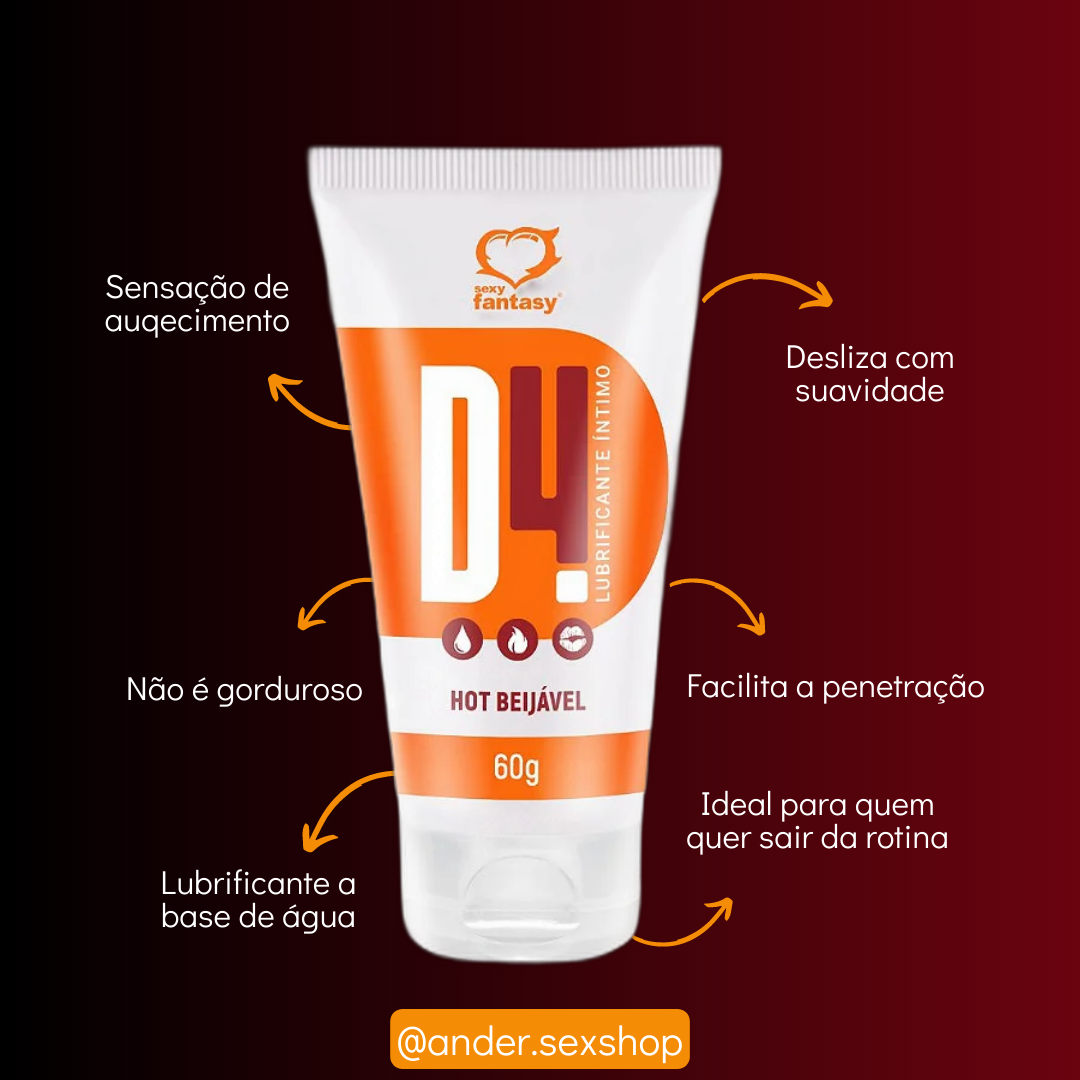 sexy
fantasy
D4
LUBRIFICANTE ÍNTIMO
HOT BEIJÁVEL
60g
Sensação de
auqecimento
Desliza com
suavidade
Não é gorduroso
Facilita a penetração
Ideal para quem
quer sair da rotina
Lubrificante a
base de água
@ander.sexshop